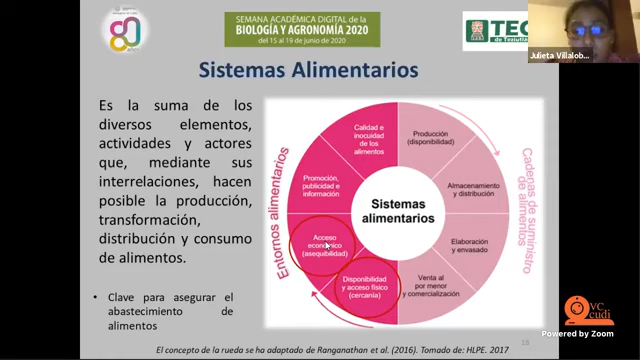 SEMANA ACADÉMICA DIGITAL de la
BIOLOGÍA Y AGRONOMÍA 2020
del 15 al 19 de junio de 2020
TEC
de Teziutlán
Julieta Villalob...
Sistemas Alimentarios
Es la suma de los
diversos elementos,
actividades y actores
que, mediante sus
interrelaciones, hacen
posible la producción,
transformación,
distribución y consumo
de alimentos.
• Clave para asegurar el
abastecimiento de
alimentos
Entornos alimentarios
Calidad e
inocuidad
de los
alimentos
Promoción,
publicidad e
información
Acceso
económico
(asequibilidad)
Disponibilidad
y acceso físico
(cercanía)
Sistemas
alimentarios
Producción
(disponibilidad)
Almacenamiento
y distribución
Elaboración
y envasado
Venta al
por menor
y comercialización
Cadenas de suministro
de alimentos
VC
cudi
Powered by Zoom
16
El concepto de la rueda se ha adaptado de Ranganathan et al. (2016). Tomado de: HLPE. 2017